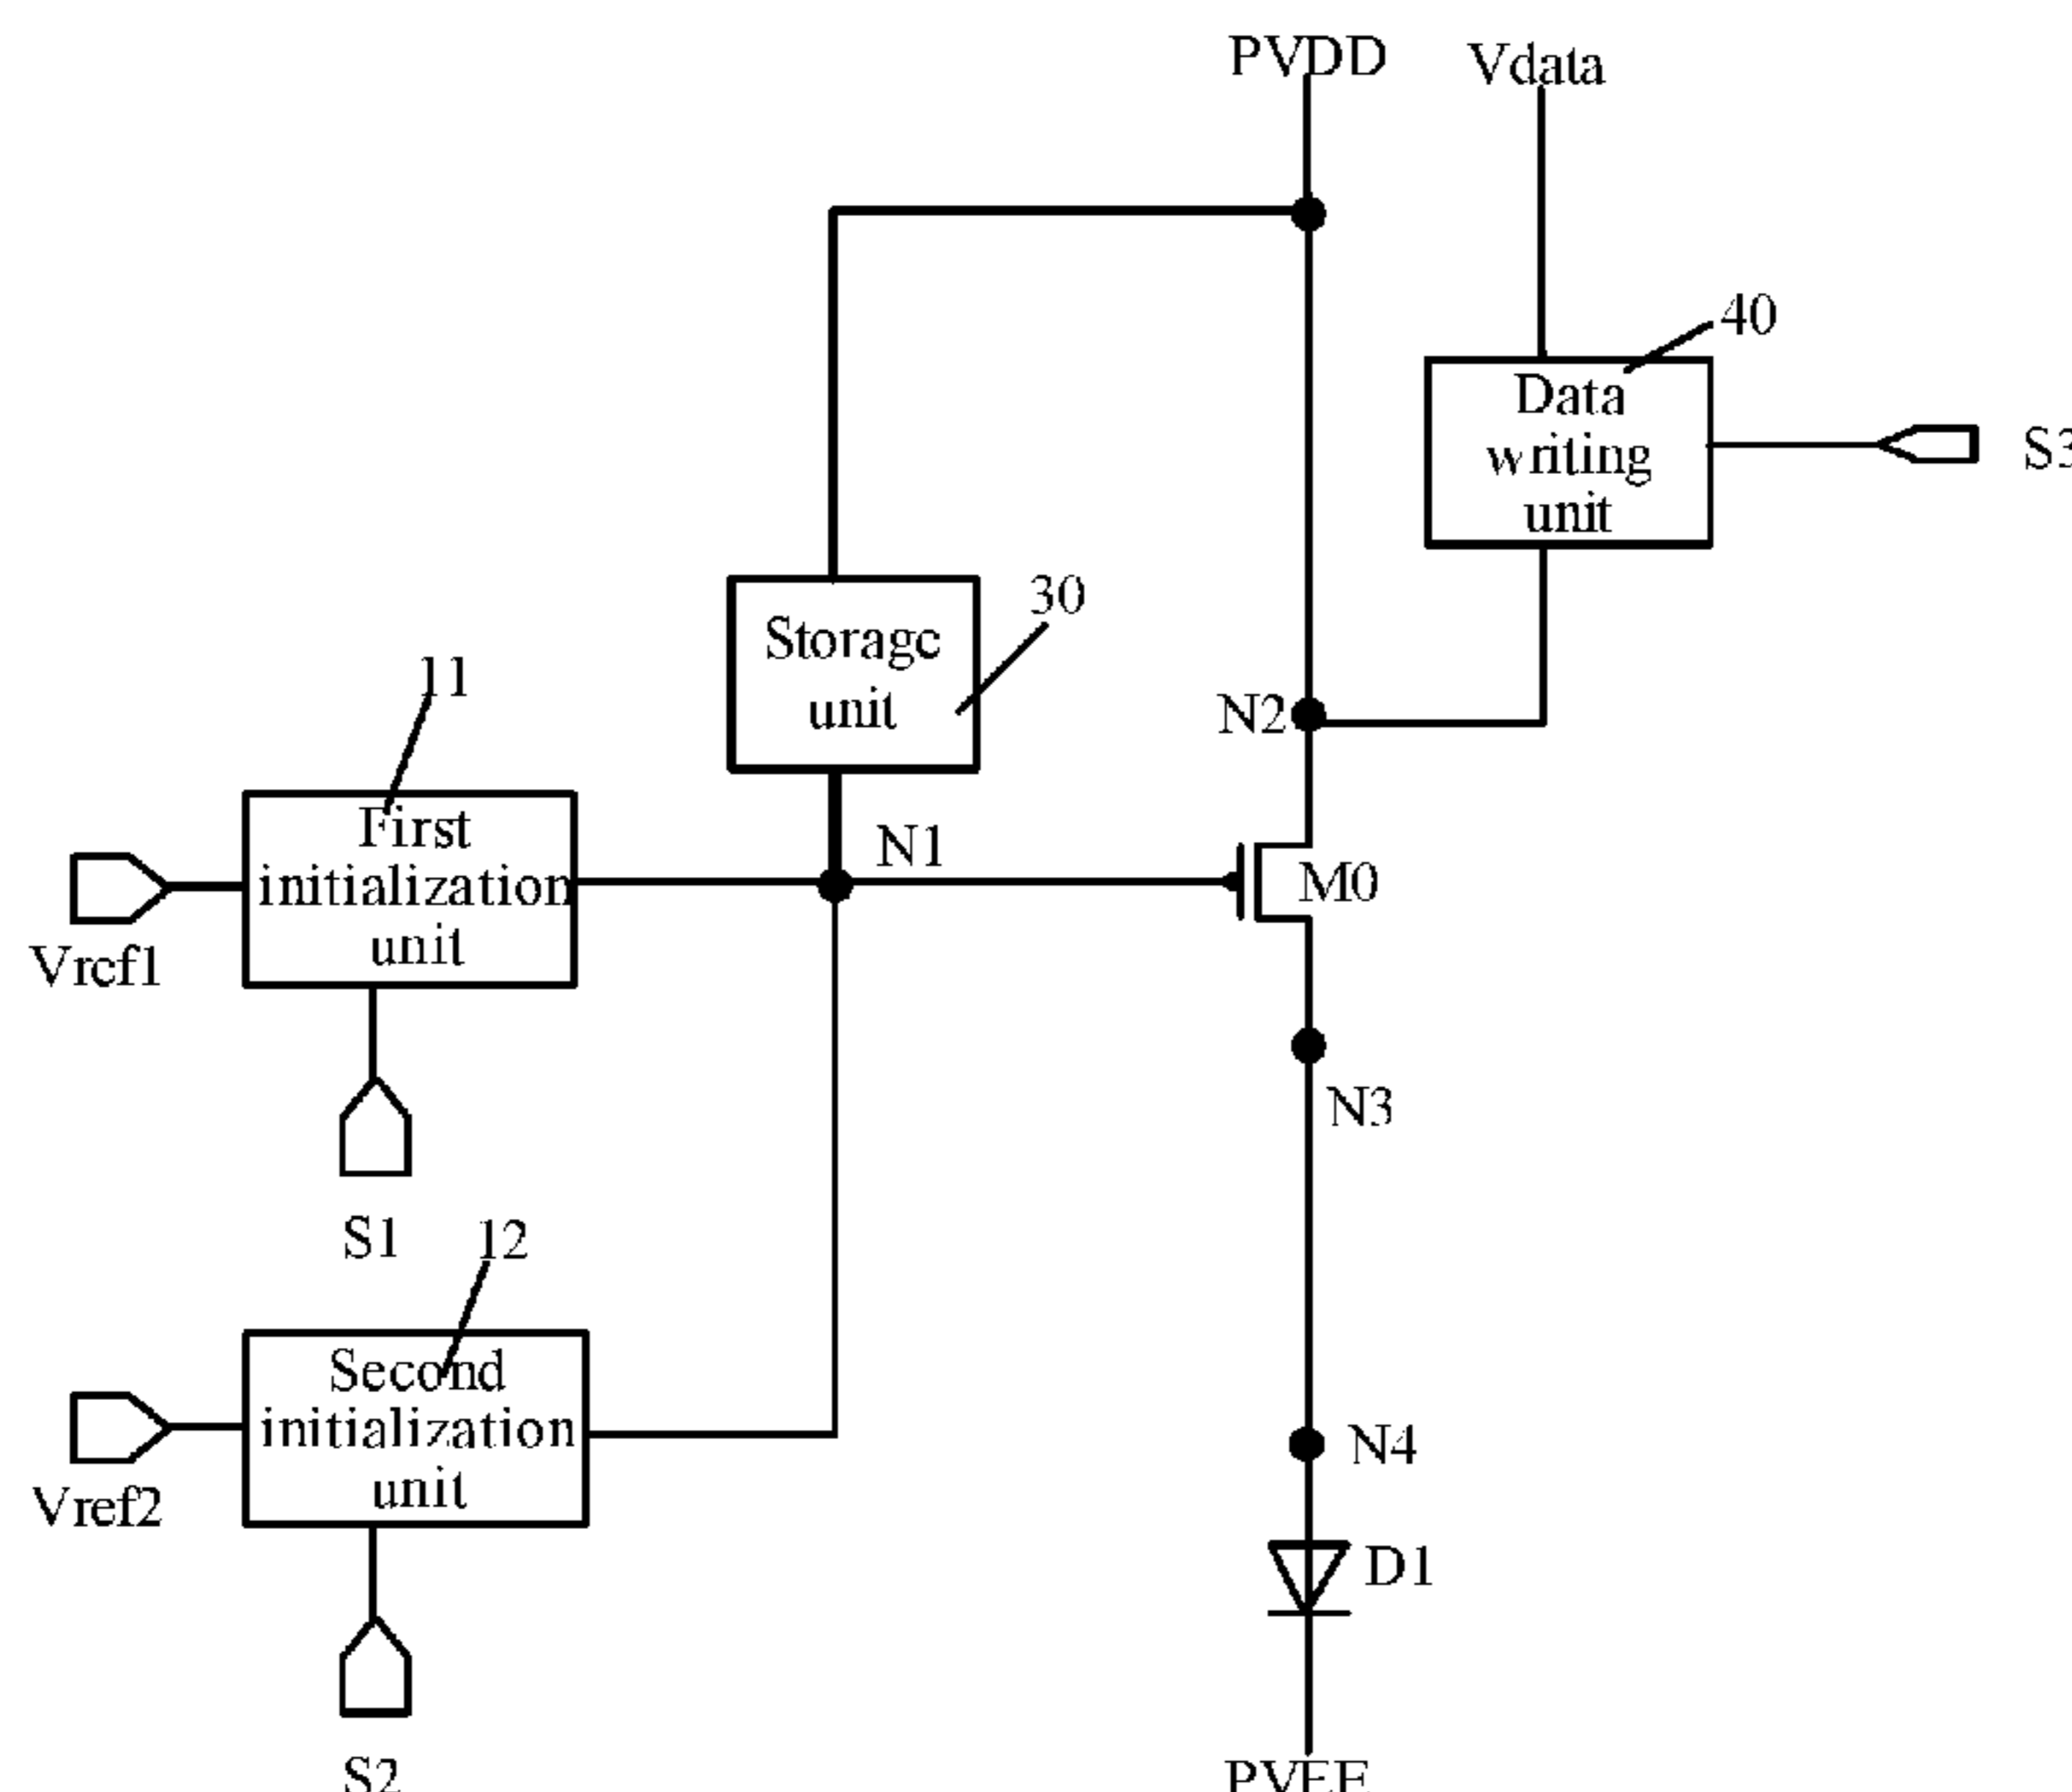 PVDD
Vdata
40
Data
writing
unit
S3
30
Storage
unit
11
N2
First
initialization
unit
N1
M0
Vref1
N3
S1
12
Second
initialization
unit
N4
Vref2
D1
S2
PVEE